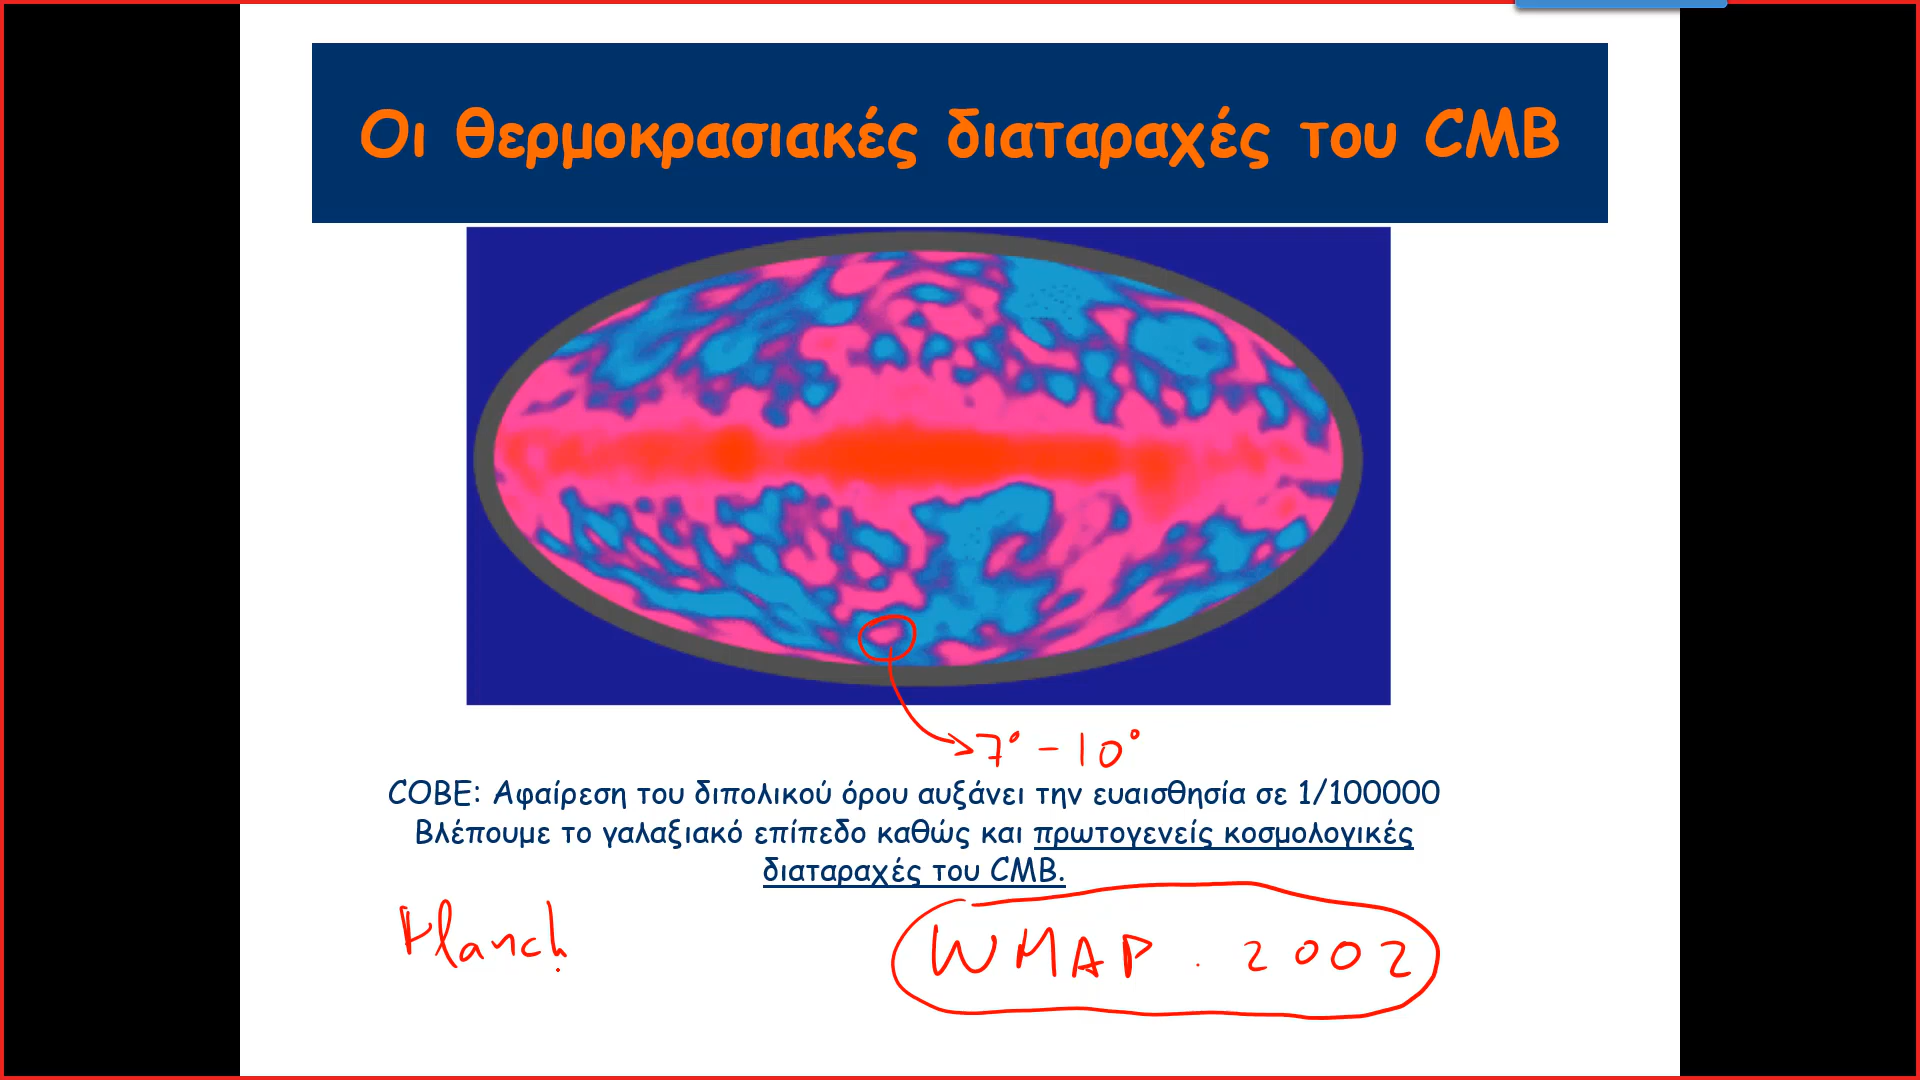 Οι θερμοκρασιακές διαταραχές του CMB
7° - 10°
COBE: Αφαίρεση του διπολικού όρου αυξάνει την ευαισθησία σε 1/100000
Βλέπουμε το γαλαξιακό επίπεδο καθώς και πρωτογενείς κοσμολογικές
διαταραχές του CMB.
Planck
WMAP. 2002